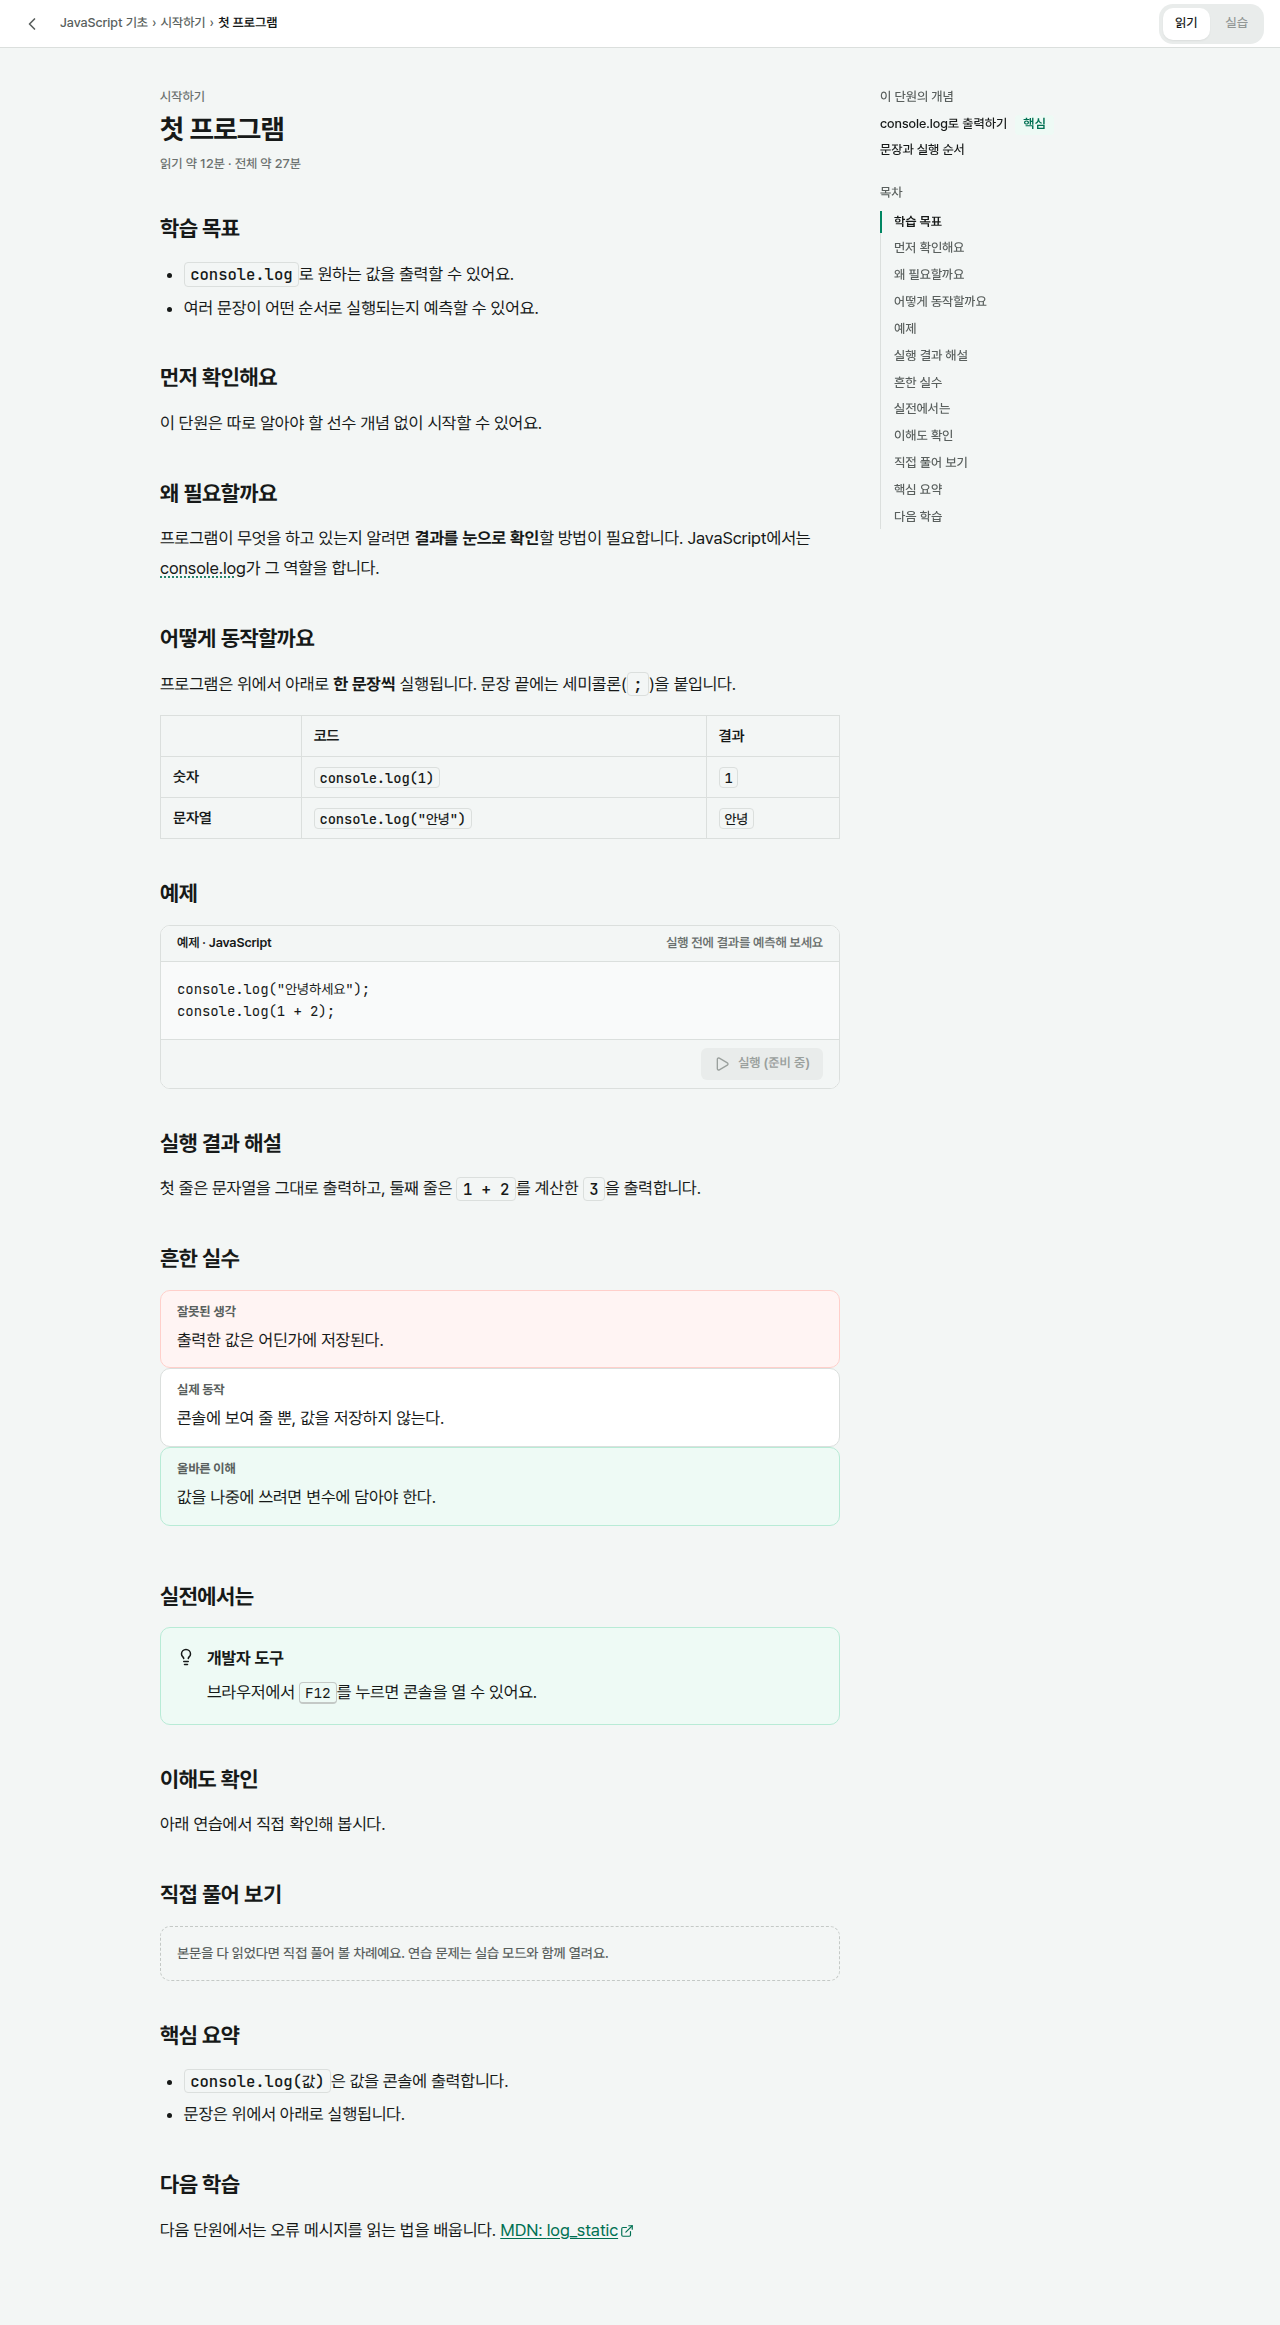 JavaScript 기초 › 시작하기 › 첫 프로그램
읽기 실습
시작하기
첫 프로그램
읽기 약 12분 · 전체 약 27분
학습 목표
console.log로 원하는 값을 출력할 수 있어요.
여러 문장이 어떤 순서로 실행되는지 예측할 수 있어요.
먼저 확인해요
이 단원은 따로 알아야 할 선수 개념 없이 시작할 수 있어요.
왜 필요할까요
프로그램이 무엇을 하고 있는지 알려면 결과를 눈으로 확인할 방법이 필요합니다. JavaScript에서는
console.log가 그 역할을 합니다.
어떻게 동작할까요
프로그램은 위에서 아래로 한 문장씩 실행됩니다. 문장 끝에는 세미콜론( ; )을 붙입니다.
코드 결과
숫자 console.log(1) 1
문자열 console.log("안녕") 안녕
예제
예제 · JavaScript 실행 전에 결과를 예측해 보세요
console.log("안녕하세요");
console.log(1 + 2);
실행 (준비 중)
실행 결과 해설
첫 줄은 문자열을 그대로 출력하고, 둘째 줄은 1 + 2를 계산한 3을 출력합니다.
흔한 실수
잘못된 생각
출력한 값은 어딘가에 저장된다.
실제 동작
콘솔에 보여 줄 뿐, 값을 저장하지 않는다.
올바른 이해
값을 나중에 쓰려면 변수에 담아야 한다.
실전에서는
개발자 도구
브라우저에서 F12를 누르면 콘솔을 열 수 있어요.
이해도 확인
아래 연습에서 직접 확인해 봅시다.
직접 풀어 보기
본문을 다 읽었다면 직접 풀어 볼 차례예요. 연습 문제는 실습 모드와 함께 열려요.
핵심 요약
console.log(값)은 값을 콘솔에 출력합니다.
문장은 위에서 아래로 실행됩니다.
다음 학습
다음 단원에서는 오류 메시지를 읽는 법을 배웁니다. MDN: log_static
이 단원의 개념
console.log로 출력하기 핵심
문장과 실행 순서
목차
학습 목표
먼저 확인해요
왜 필요할까요
어떻게 동작할까요
예제
실행 결과 해설
흔한 실수
실전에서는
이해도 확인
직접 풀어 보기
핵심 요약
다음 학습